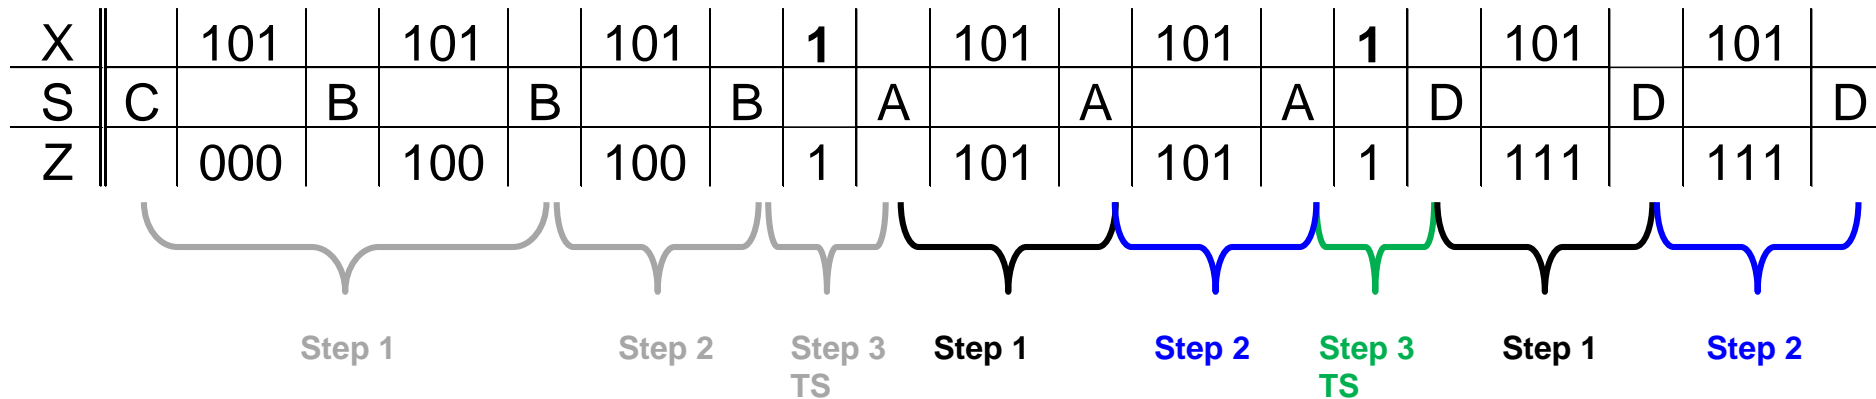 X 101 101 101 1 101 101 1 101 101
S C B B B A A A D D D
Z 000 100 100 1 101 101 1 111 111
Step 1 Step 2 Step 3 Step 1 Step 2 Step 3 Step 1 Step 2
TS TS